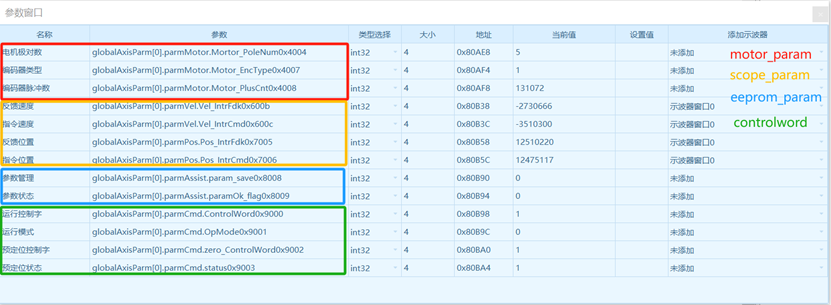 参数窗口
名称 参数 类型选择 大小 地址 当前值 设置值 添加示波器
电机极对数 globalAxisParm[0].parmMotor.Mortor_PoleNum0x4004 int32 4 0x80AE8 5 未添加
motor_param
编码器类型 globalAxisParm[0].parmMotor.Motor_EncType0x4007 int32 4 0x80AF4 1 未添加
scope_param
编码器脉冲数 globalAxisParm[0].parmMotor.Motor_PlusCnt0x4008 int32 4 0x80AF8 131072 未添加
eeprom_param
反馈速度 globalAxisParm[0].parmVel.Vel_IntrFdk0x600b int32 4 0x80B38 -2730666 示波器窗口0
指令速度 globalAxisParm[0].parmVel.Vel_IntrCmd0x600c int32 4 0x80B3C -3510300 示波器窗口0
controlword
反馈位置 globalAxisParm[0].parmPos.Pos_IntrFdk0x7005 int32 4 0x80B58 12510220 示波器窗口0
指令位置 globalAxisParm[0].parmPos.Pos_IntrCmd0x7006 int32 4 0x80B5C 12475117 示波器窗口0
参数管理 globalAxisParm[0].parmAssist.param_save0x8008 int32 4 0x80B90 0 未添加
参数状态 globalAxisParm[0].parmAssist.paramOk_flag0x8009 int32 4 0x80B94 0 未添加
运行控制字 globalAxisParm[0].parmCmd.ControlWord0x9000 int32 4 0x80B98 1 未添加
运行模式 globalAxisParm[0].parmCmd.OpMode0x9001 int32 4 0x80B9C 0 未添加
预定位控制字 globalAxisParm[0].parmCmd.zero_ControlWord0x9002 int32 4 0x80BA0 1 未添加
预定位状态 globalAxisParm[0].parmCmd.status0x9003 int32 4 0x80BA4 1 未添加